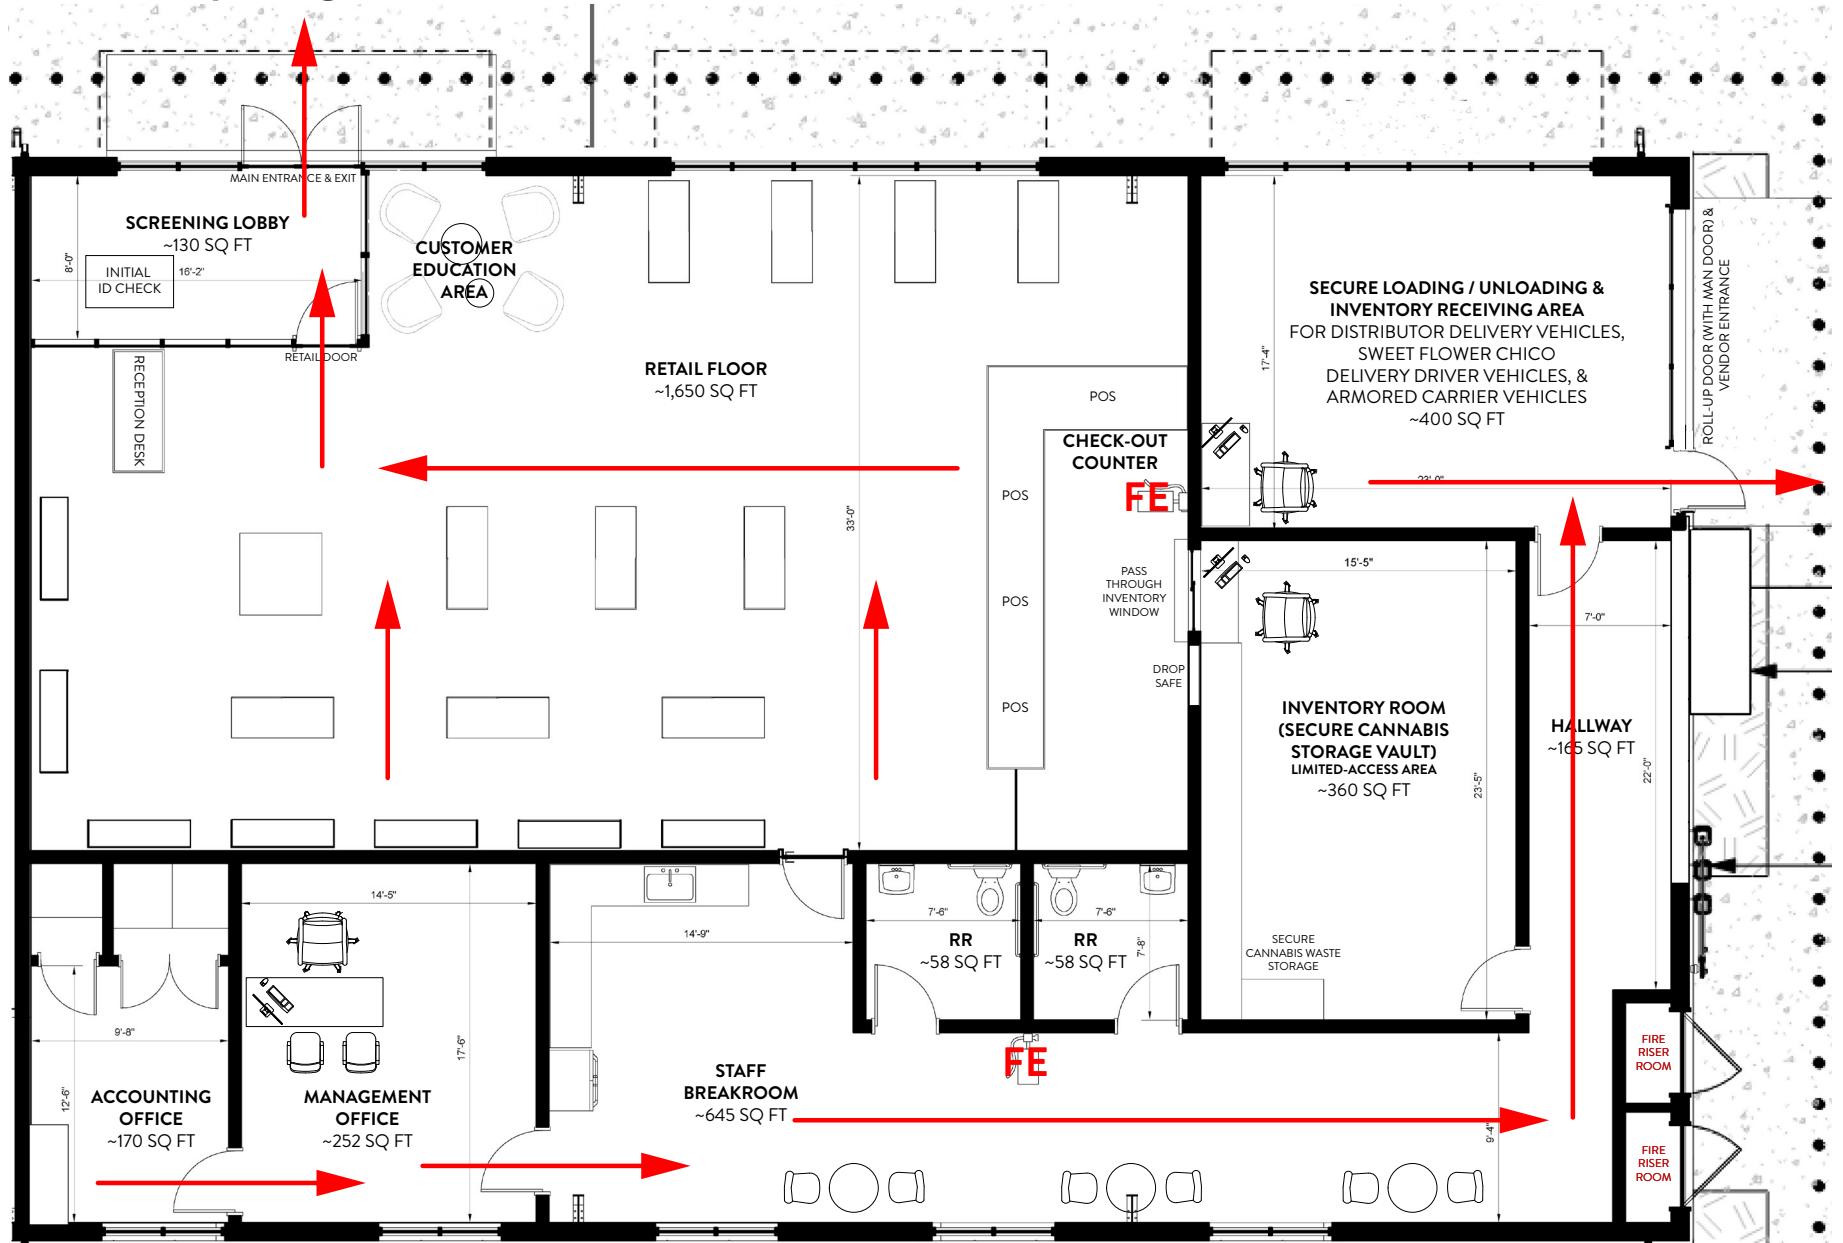 MAIN ENTRANCE & EXIT
SCREENING LOBBY
~130 SQ FT
8'-0"
INITIAL
ID CHECK
16'-2"
RETAIL DOOR
RECEPTION DESK
CUSTOMER
EDUCATION
AREA
RETAIL FLOOR
~1,650 SQ FT
33'-0"
POS
CHECK-OUT
COUNTER
FE
POS
POS
POS
PASS
THROUGH
INVENTORY
WINDOW
DROP
SAFE
SECURE LOADING / UNLOADING &
INVENTORY RECEIVING AREA
FOR DISTRIBUTOR DELIVERY VEHICLES,
SWEET FLOWER CHICO
DELIVERY DRIVER VEHICLES, &
ARMORED CARRIER VEHICLES
~400 SQ FT
17'-4"
23'-0"
ROLL-UP DOOR (WITH MAN DOOR) &
VENDOR ENTRANCE
15'-5"
INVENTORY ROOM
(SECURE CANNABIS
STORAGE VAULT)
LIMITED-ACCESS AREA
~360 SQ FT
23'-5"
SECURE
CANNABIS WASTE
STORAGE
7'-0"
HALLWAY
~165 SQ FT
22'-0"
14'-5"
9'-8"
12'-6"
ACCOUNTING
OFFICE
~170 SQ FT
17'-6"
MANAGEMENT
OFFICE
~252 SQ FT
14'-9"
STAFF
BREAKROOM
~645 SQ FT
7'-6"
RR
~58 SQ FT
7'-6"
RR
~58 SQ FT
7'-8"
FE
9'-4"
FIRE
RISER
ROOM
FIRE
RISER
ROOM